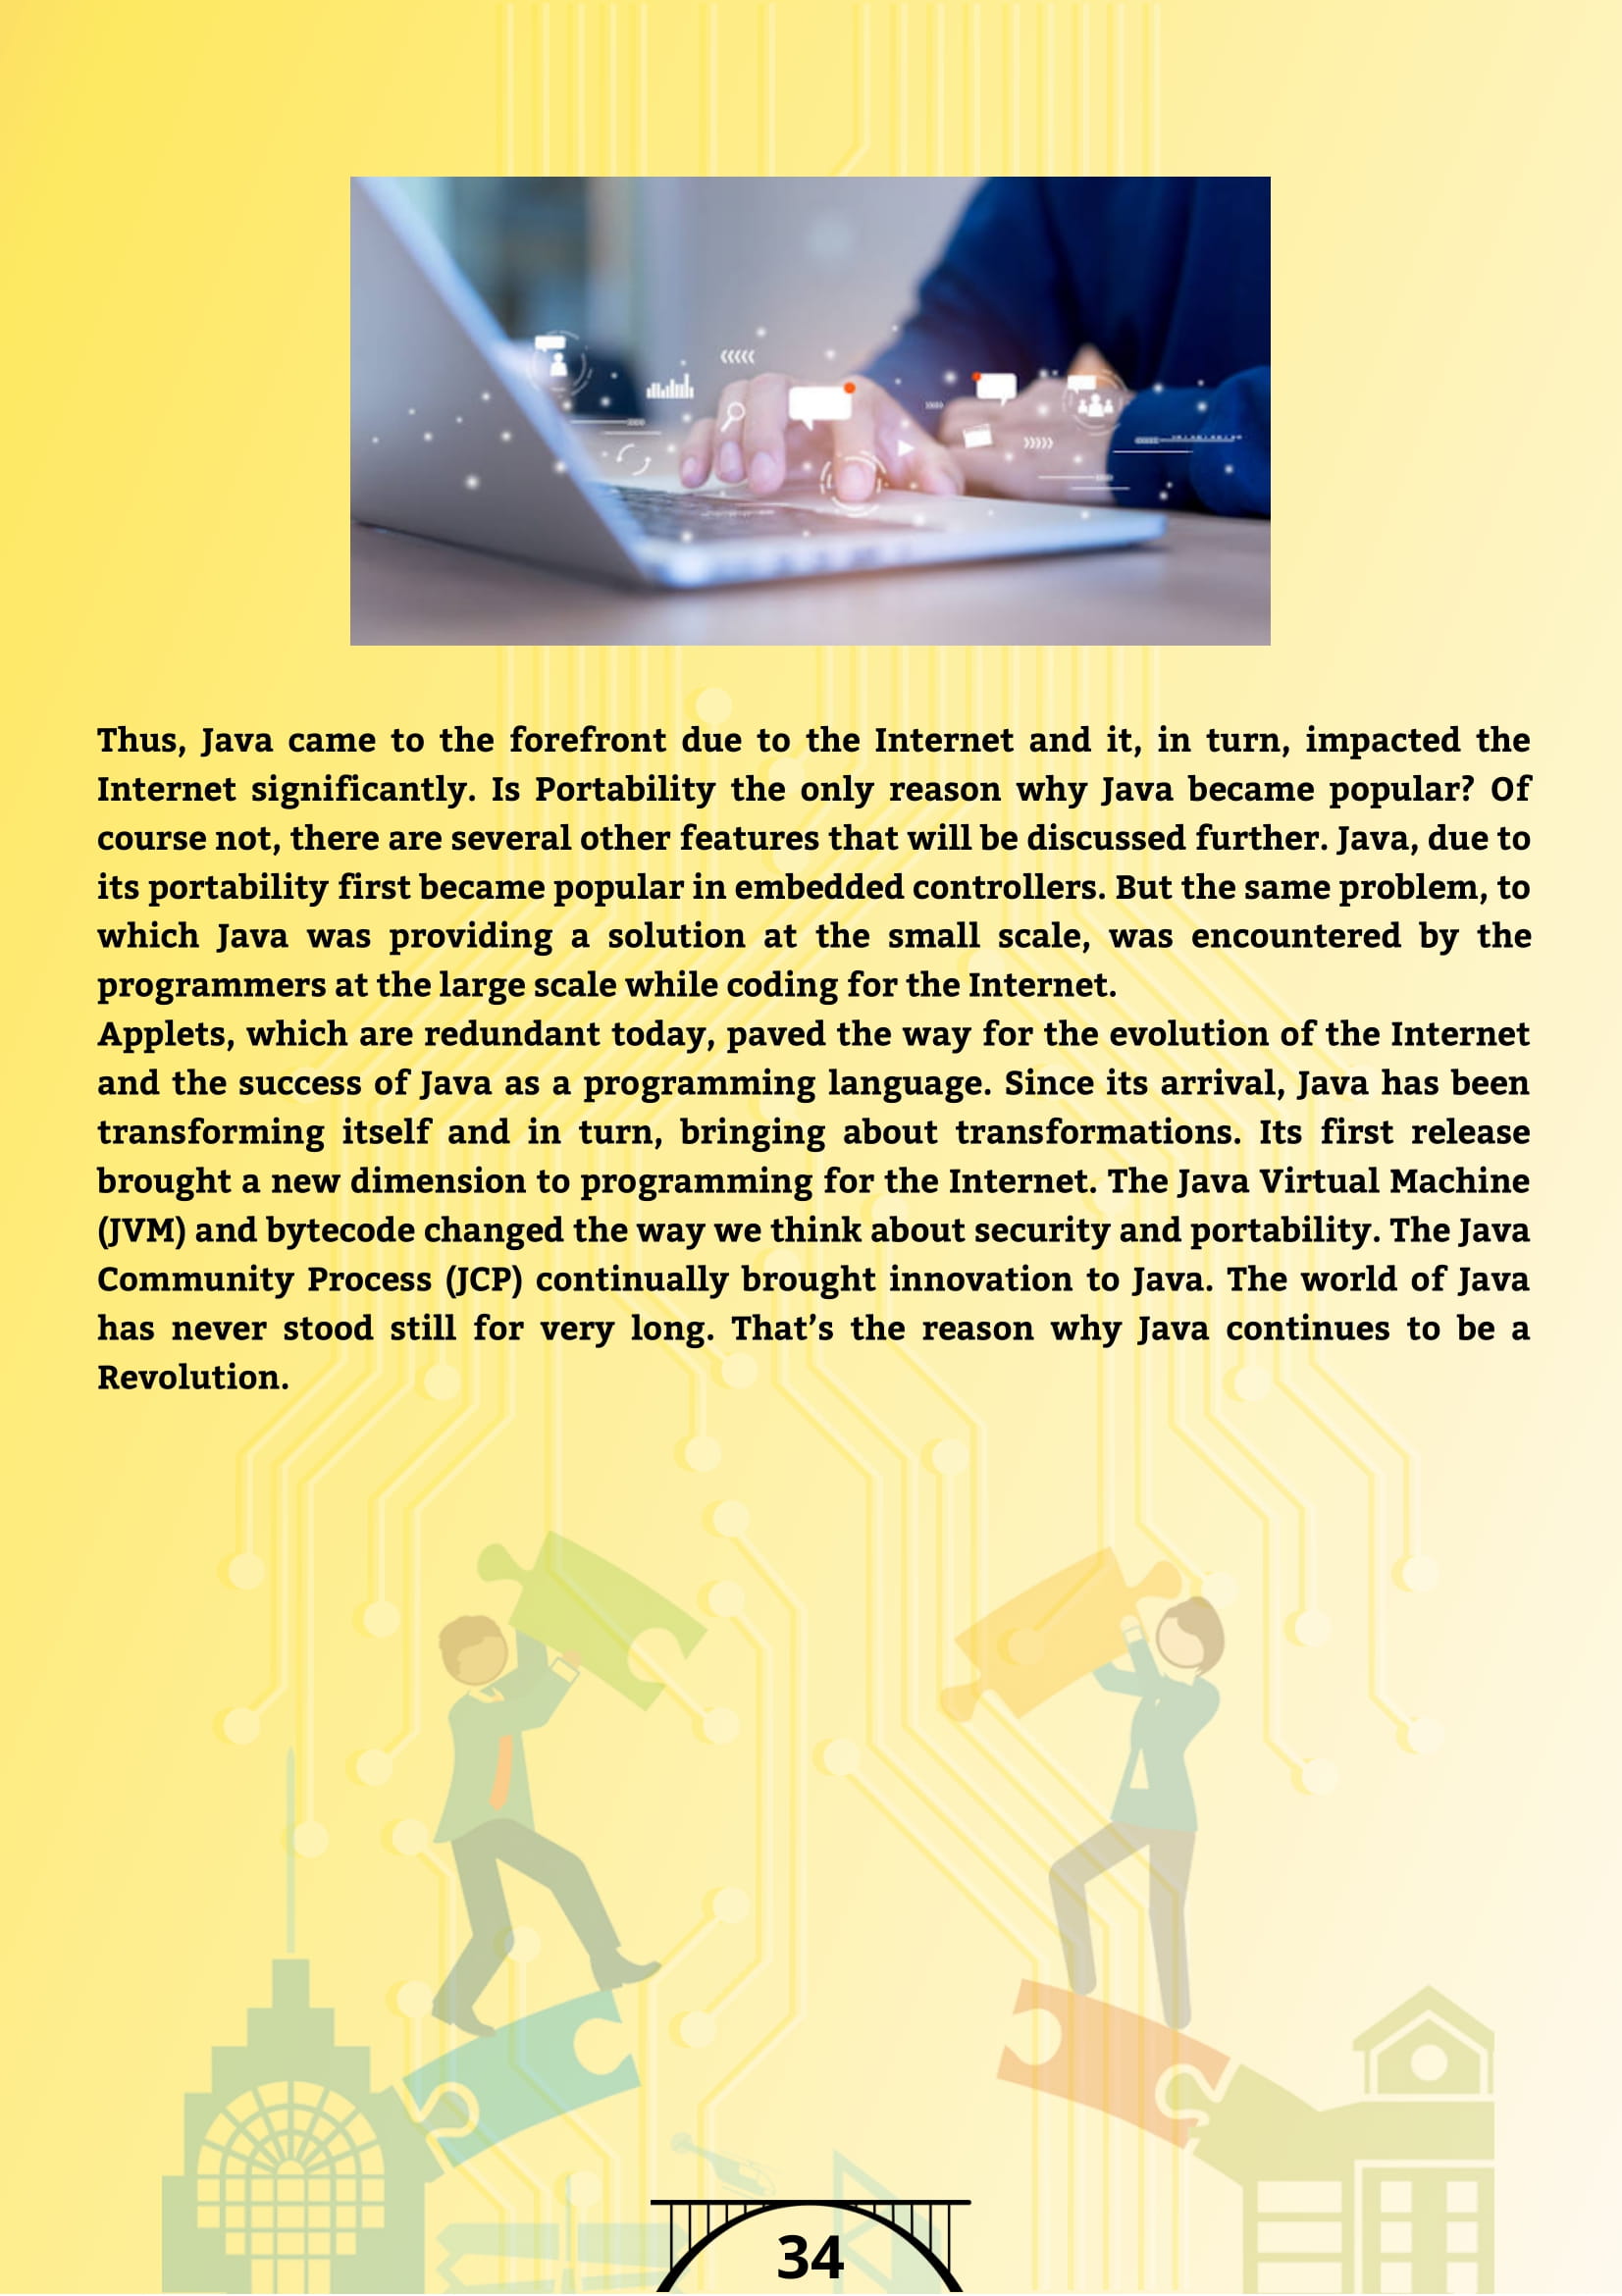 Thus, Java came to the forefront due to the Internet and it, in turn, impacted the
Internet significantly. Is Portability the only reason why Java became popular? Of
course not, there are several other features that will be discussed further. Java, due to
its portability first became popular in embedded controllers. But the same problem, to
which Java was providing a solution at the small scale, was encountered by the
programmers at the large scale while coding for the Internet.
Applets, which are redundant today, paved the way for the evolution of the Internet
and the success of Java as a programming language. Since its arrival, Java has been
transforming itself and in turn, bringing about transformations. Its first release
brought a new dimension to programming for the Internet. The Java Virtual Machine
(JVM) and bytecode changed the way we think about security and portability. The Java
Community Process (JCP) continually brought innovation to Java. The world of Java
has never stood still for very long. That’s the reason why Java continues to be a
Revolution.
34